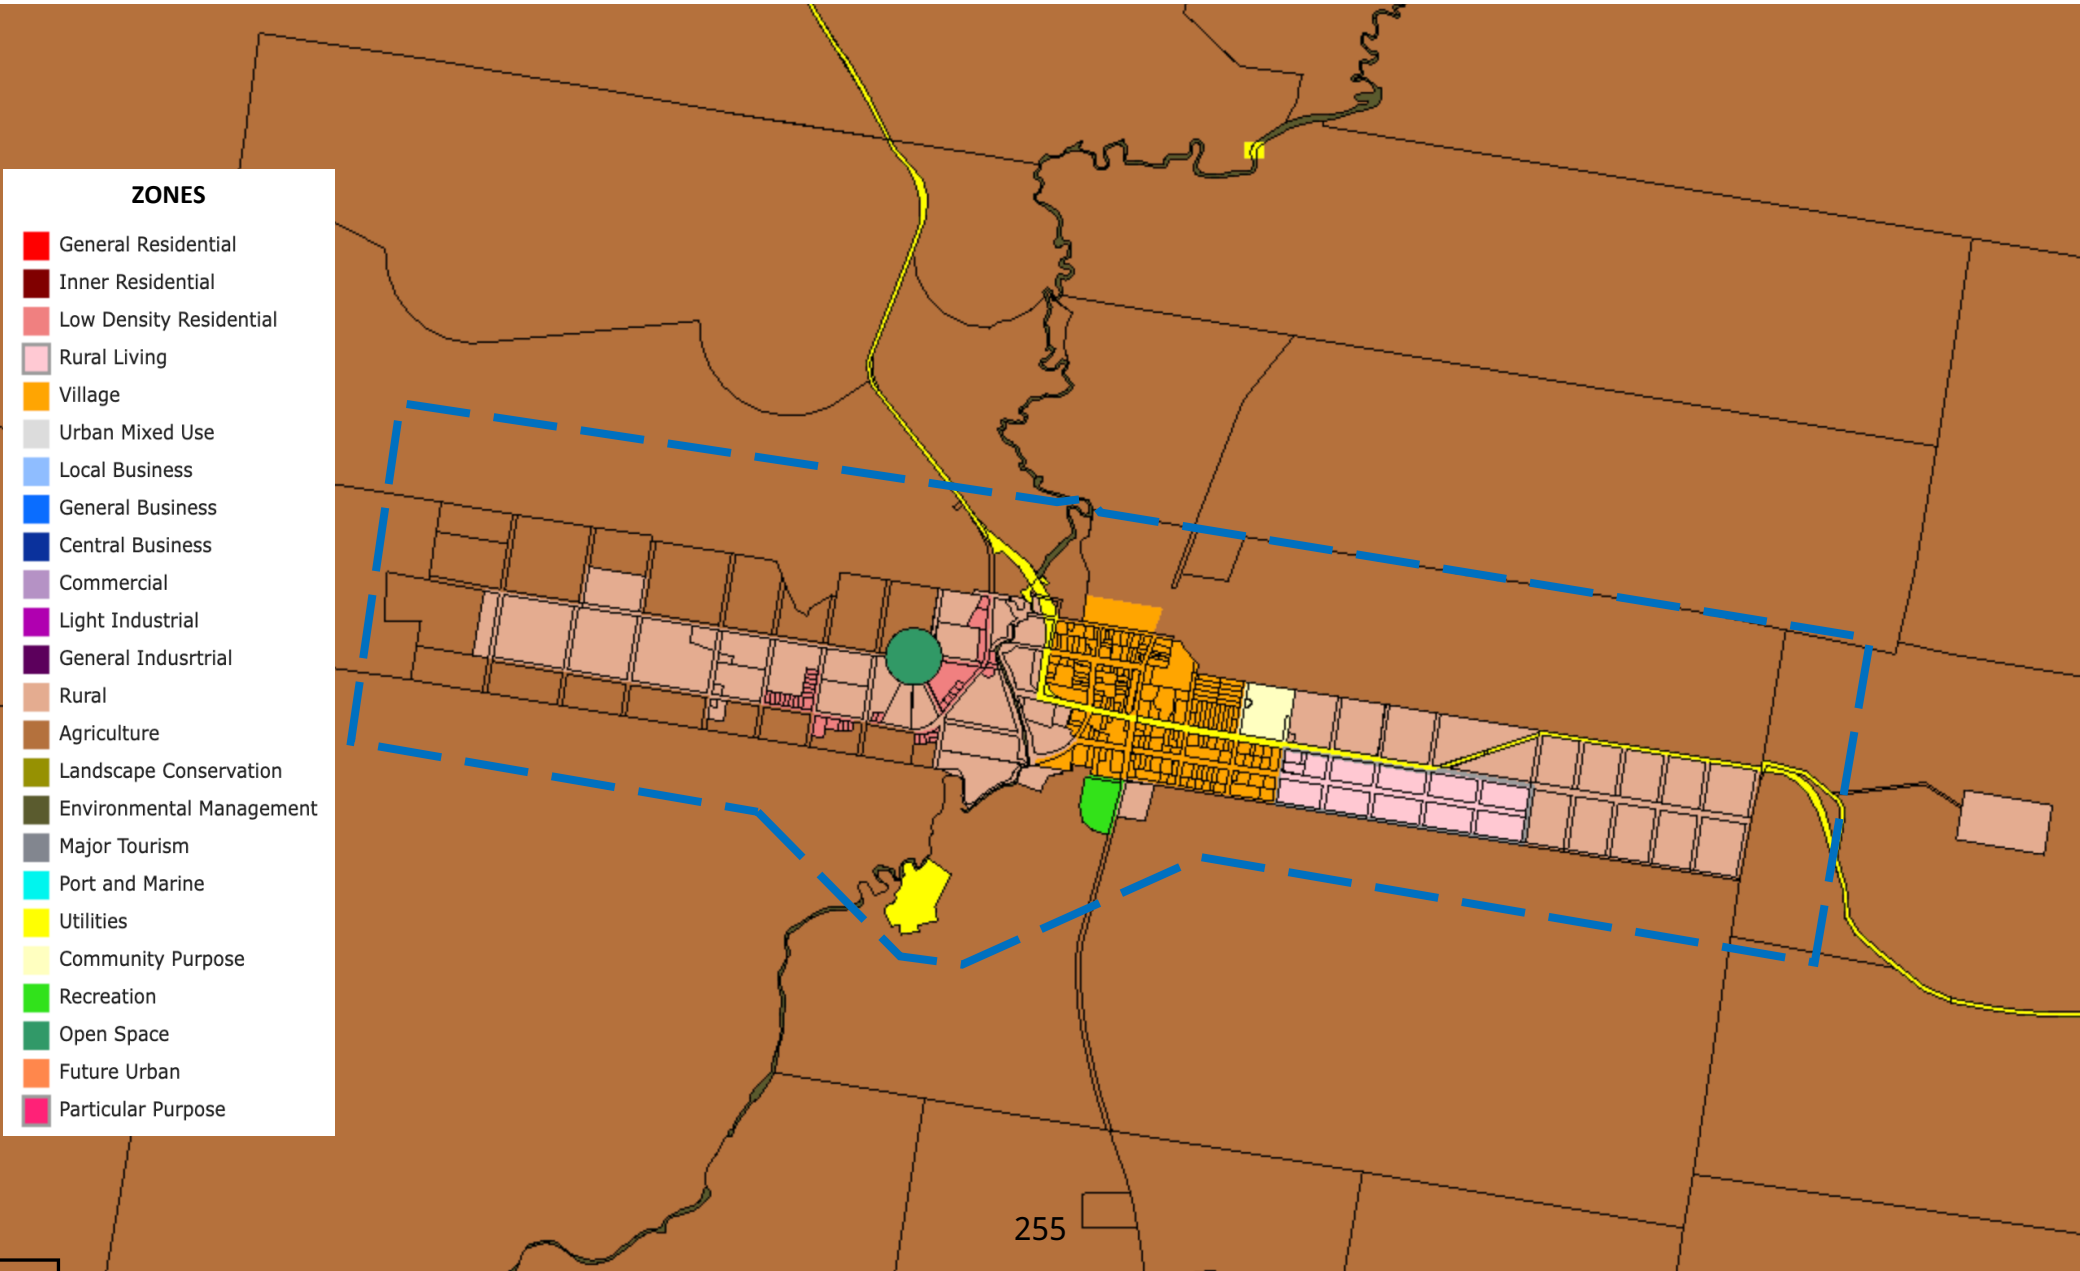 ZONES
General Residential
Inner Residential
Low Density Residential
Rural Living
Village
Urban Mixed Use
Local Business
General Business
Central Business
Commercial
Light Industrial
General Indusrtrial
Rural
Agriculture
Landscape Conservation
Environmental Management
Major Tourism
Port and Marine
Utilities
Community Purpose
Recreation
Open Space
Future Urban
Particular Purpose
255